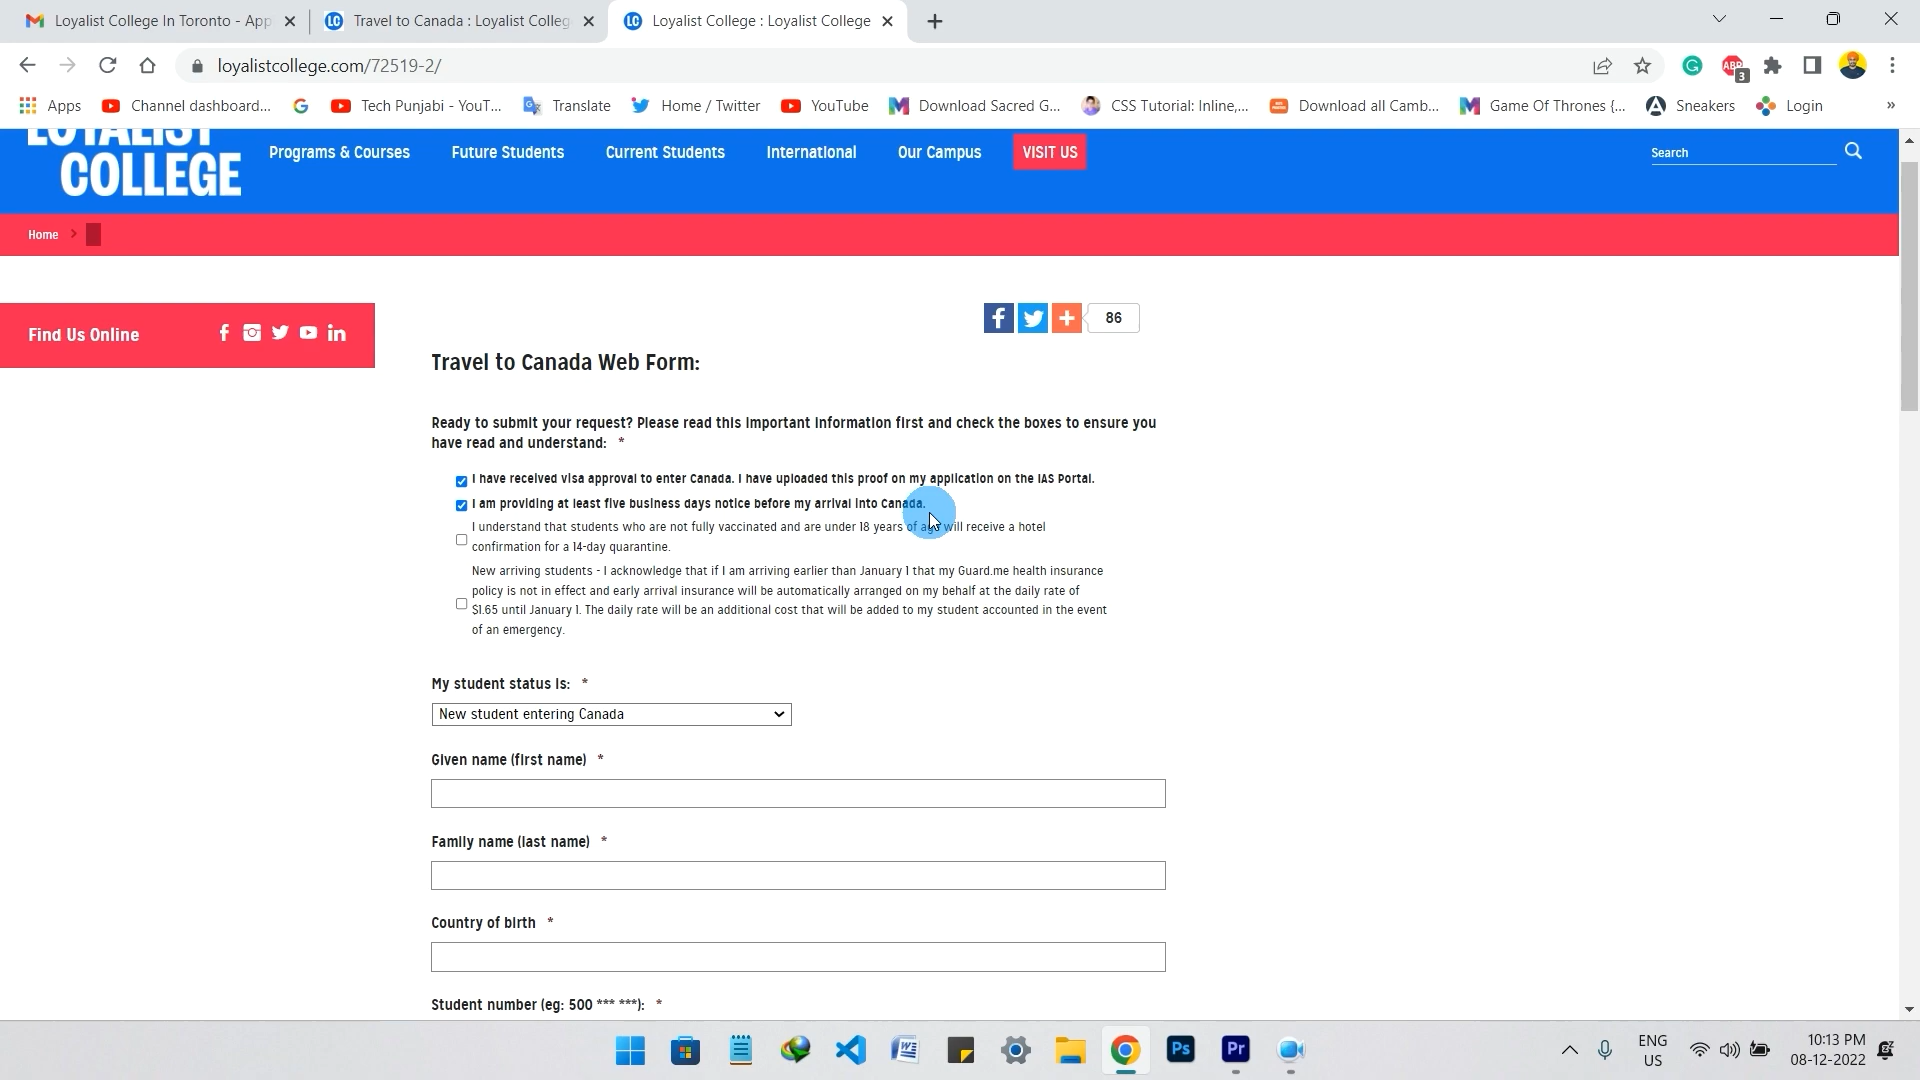 Loyalist College In Toronto - App
Travel to Canada : Loyalist Colleg
Loyalist College : Loyalist College
loyalistcollege.com/72519-2/
ABP
3
Apps
Channel dashboard...
Tech Punjabi - YouT...
Translate
Home / Twitter
YouTube
Download Sacred G...
CSS Tutorial: Inline,...
Download all Camb...
Game Of Thrones {...
Sneakers
Login
»
LOYALIST
COLLEGE
Programs & Courses
Future Students
Current Students
International
Our Campus
VISIT US
Search
Home
Find Us Online
86
Travel to Canada Web Form:
Ready to submit your request? Please read this important information first and check the boxes to ensure you
have read and understand: *
I have received visa approval to enter Canada. I have uploaded this proof on my application on the IAS Portal.
I am providing at least five business days notice before my arrival into Canada.
I understand that students who are not fully vaccinated and are under 18 years of age will receive a hotel
confirmation for a 14-day quarantine.
New arriving students - I acknowledge that if I am arriving earlier than January 1 that my Guard.me health insurance
policy is not in effect and early arrival insurance will be automatically arranged on my behalf at the daily rate of
$1.65 until January 1. The daily rate will be an additional cost that will be added to my student accounted in the event
of an emergency.
My student status is: *
New student entering Canada
Given name (first name) *
Family name (last name) *
Country of birth *
Student number (eg: 500 *** ***): *
Ps
Pr
ENG
US
10:13 PM
08-12-2022